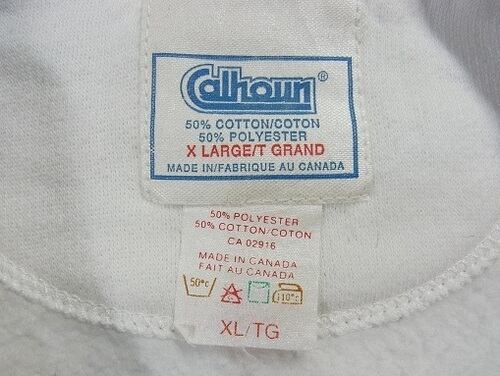 Calhoun®
50% COTTON/COTON
50% POLYESTER
X LARGE/T GRAND
MADE IN/FABRIQUE AU CANADA
50% POLYESTER
50% COTTON/COTON
CA 02916
MADE IN CANADA
FAIT AU CANADA
50°c 110°c
XL/TG